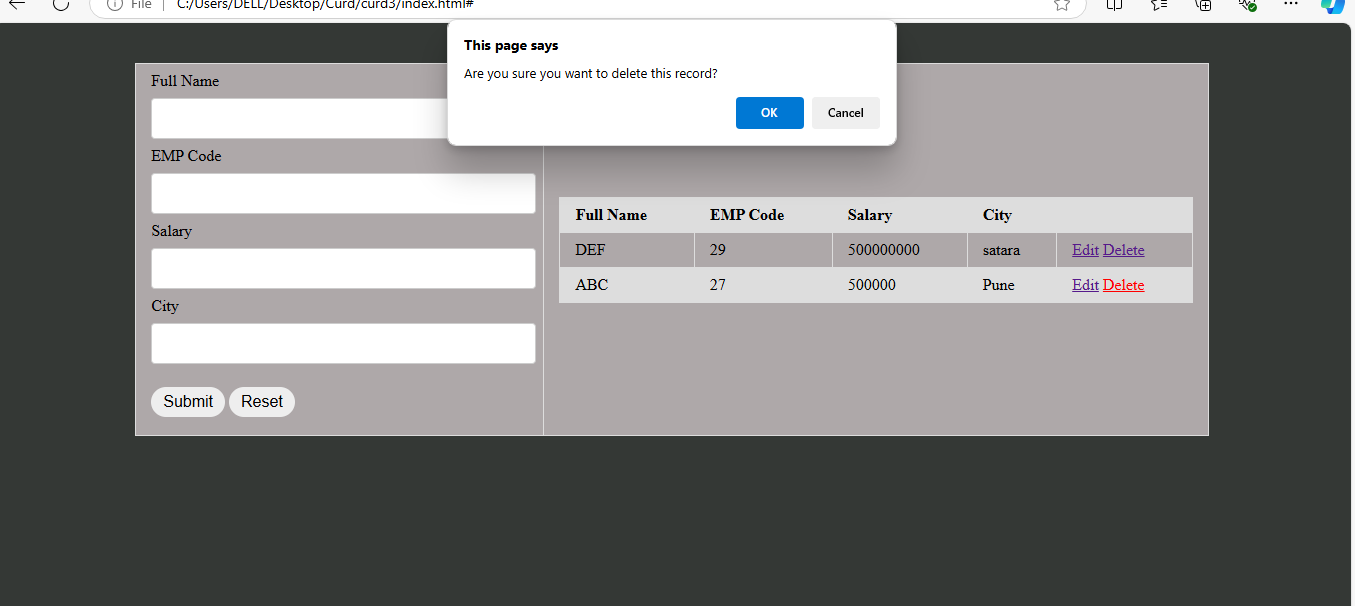 File C:/Users/DELL/Desktop/Curd/curd3/index.html#
This page says
Are you sure you want to delete this record?
OK Cancel
Full Name
EMP Code
Salary
City
Submit Reset
Full Name EMP Code Salary City
DEF 29 500000000 satara Edit Delete
ABC 27 500000 Pune Edit Delete